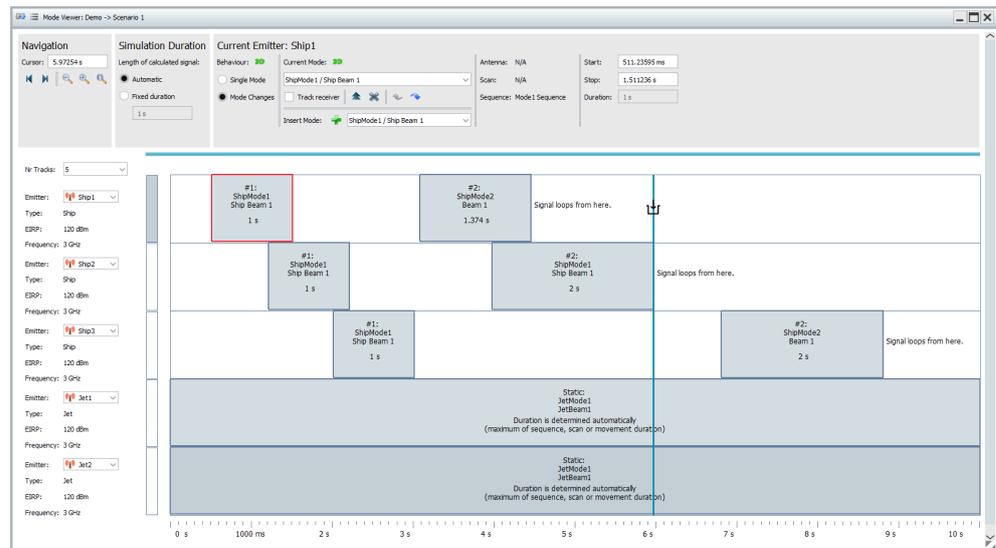 Mode Viewer: Demo -> Scenario 1
Navigation
Cursor: 5.97254 s
Simulation Duration
Length of calculated signal:
Automatic
Fixed duration
1 s
Current Emitter: Ship1
Behaviour: 3D
Single Mode
Mode Changes
Current Mode: 3D
ShipMode1 / Ship Beam 1
Track receiver
Insert Mode: ShipMode1 / Ship Beam 1
Antenna: N/A
Scan: N/A
Sequence: Mode1 Sequence
Start: 511.23595 ms
Stop: 1.511236 s
Duration: 1 s
Nr Tracks: 5
Emitter: Ship1
Type: Ship
EIRP: 120 dBm
Frequency: 3 GHz
#1:
ShipMode1
Ship Beam 1
1 s
#2:
ShipMode2
Beam 1
1.374 s
Signal loops from here.
Emitter: Ship2
Type: Ship
EIRP: 120 dBm
Frequency: 3 GHz
#1:
ShipMode1
Ship Beam 1
1 s
#2:
ShipMode1
Ship Beam 1
2 s
Signal loops from here.
Emitter: Ship3
Type: Ship
EIRP: 120 dBm
Frequency: 3 GHz
#1:
ShipMode1
Ship Beam 1
1 s
#2:
ShipMode2
Beam 1
2 s
Signal loops from here.
Emitter: Jet1
Type: Jet
EIRP: 120 dBm
Frequency: 3 GHz
Static:
JetMode1
JetBeam1
Duration is determined automatically
(maximum of sequence, scan or movement duration)
Emitter: Jet2
Type: Jet
EIRP: 120 dBm
Frequency: 3 GHz
Static:
JetMode1
JetBeam1
Duration is determined automatically
(maximum of sequence, scan or movement duration)
0 s 1000 ms 2 s 3 s 4 s 5 s 6 s 7 s 8 s 9 s 10 s